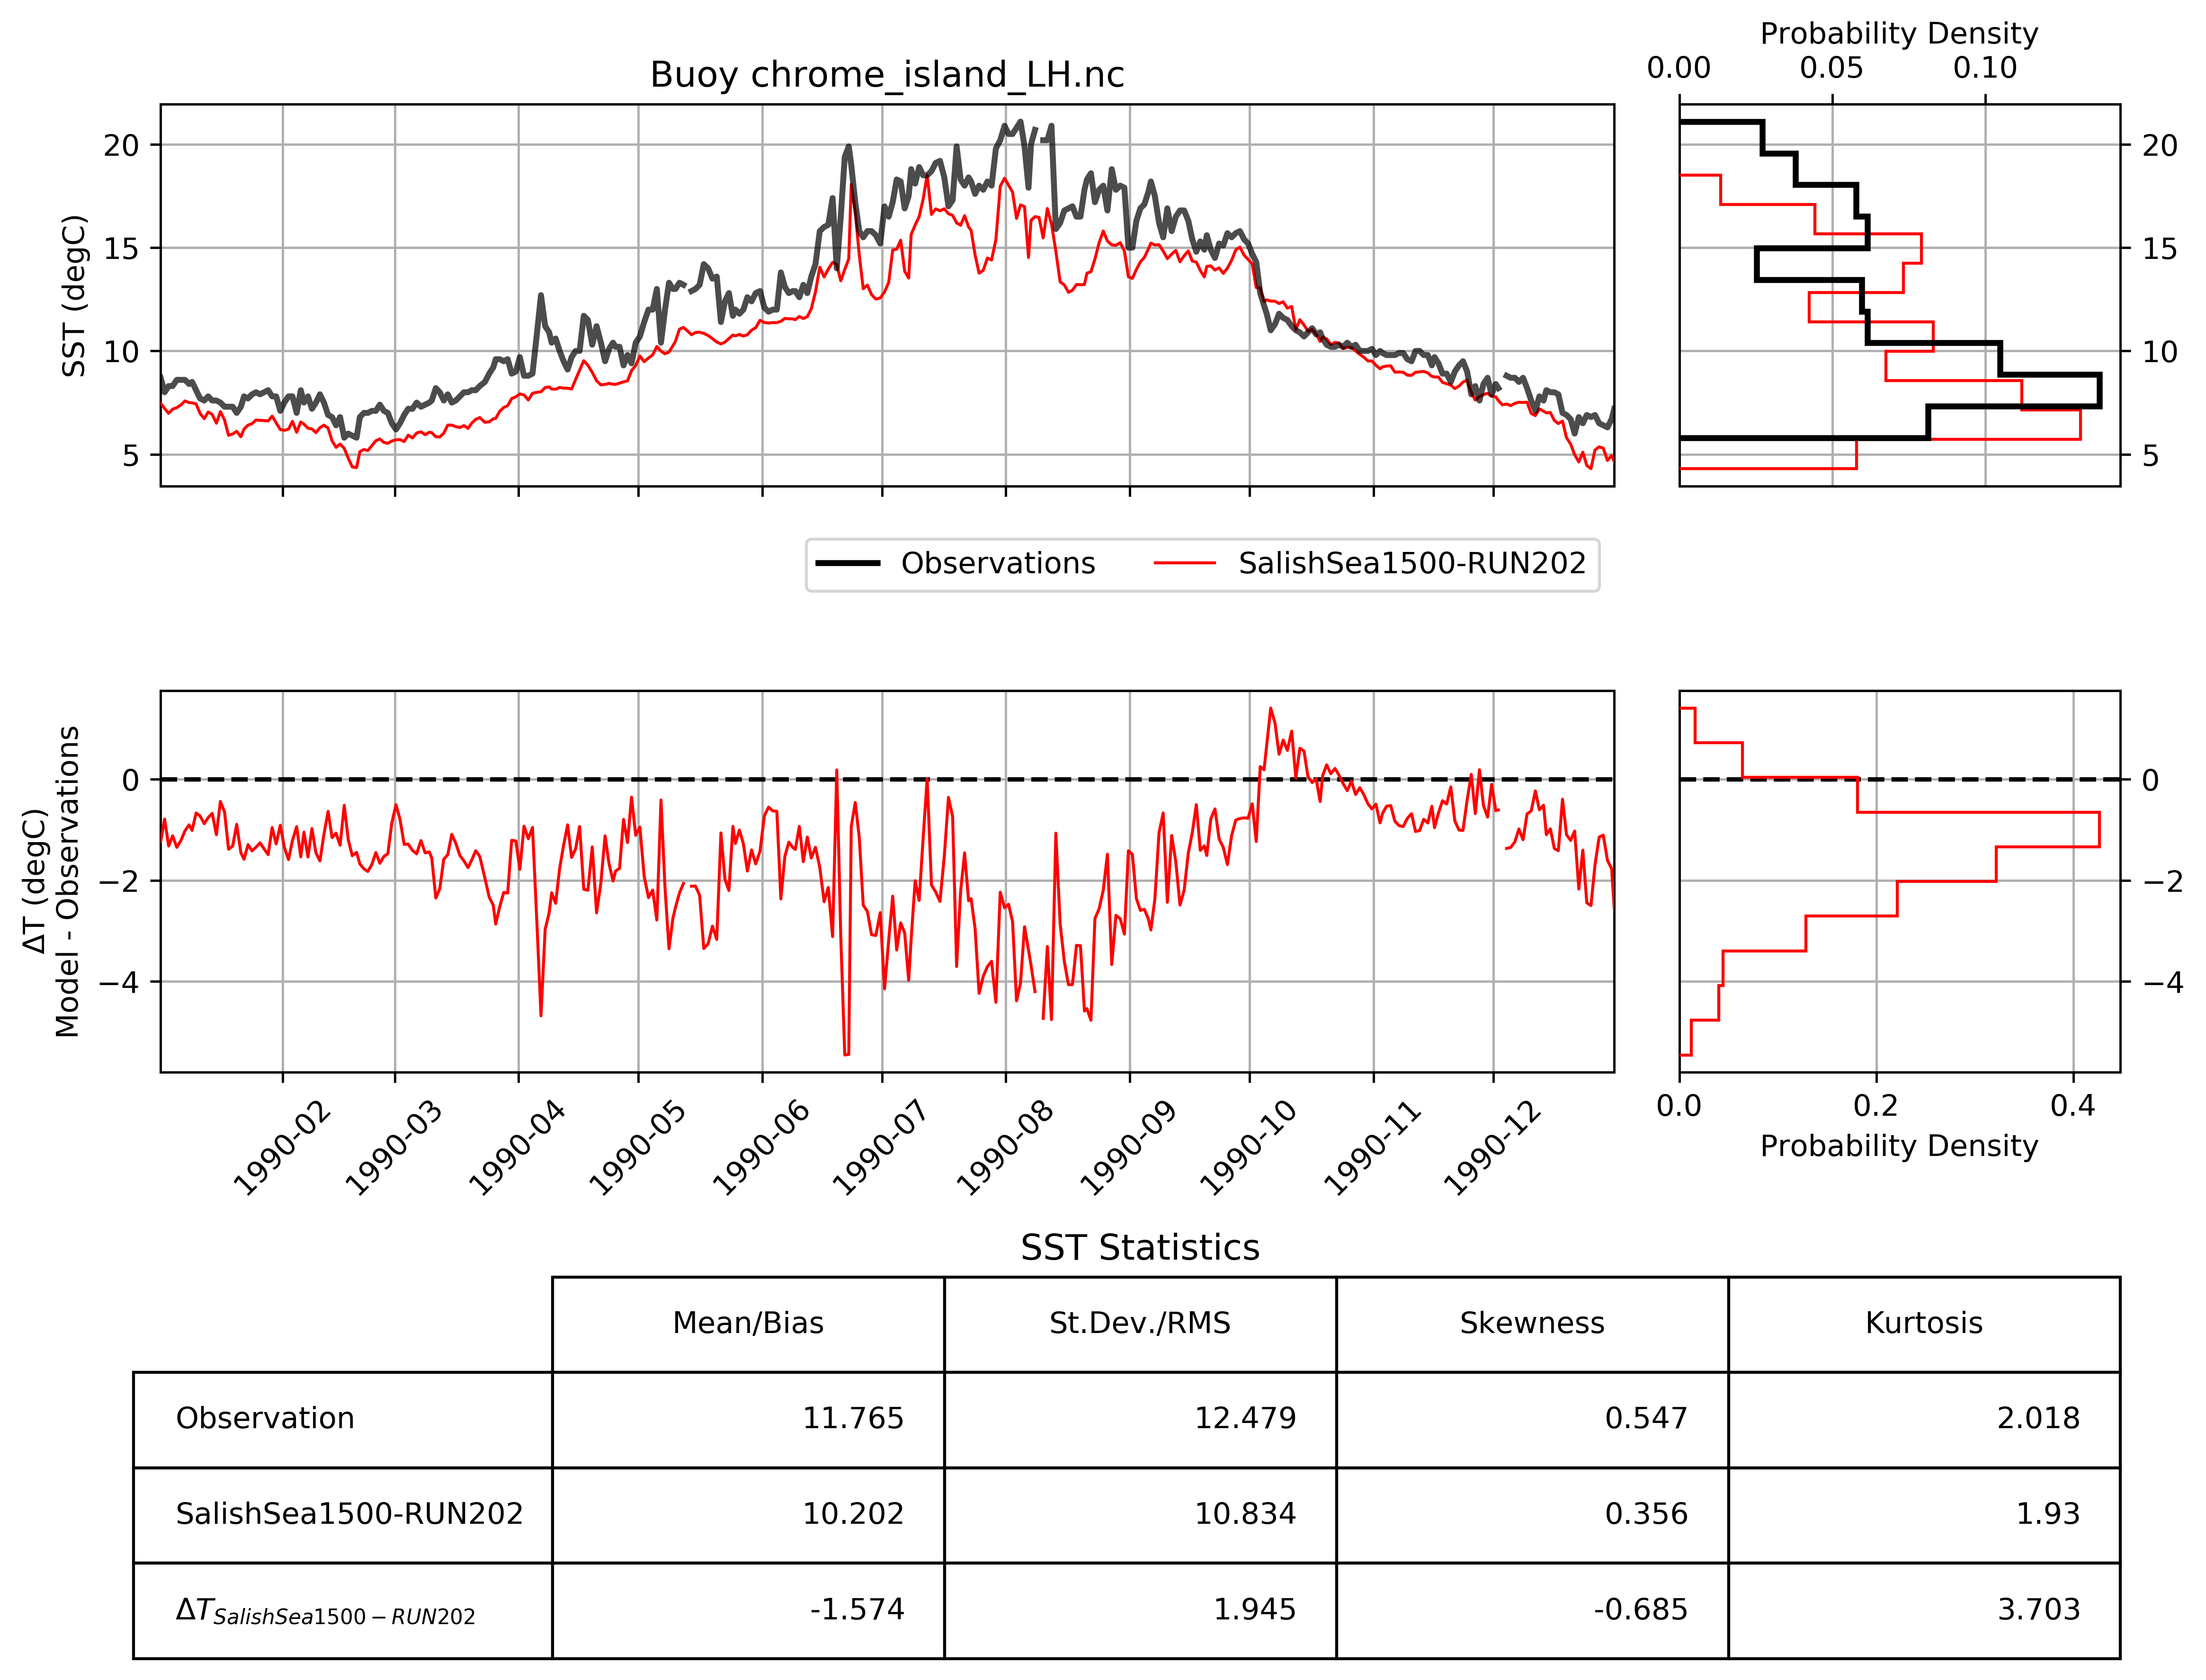 Probability Density
0.00 0.05 0.10
Buoy chrome_island_LH.nc
SST (degC)
20
15
10
5
20
15
10
5
Observations SalishSea1500-RUN202
ΔT (degC)
Model - Observations
0
−2
−4
0
−2
−4
1990-02 1990-03 1990-04 1990-05 1990-06 1990-07 1990-08 1990-09 1990-10 1990-11 1990-12
0.0 0.2 0.4
Probability Density
SST Statistics
Mean/Bias St.Dev./RMS Skewness Kurtosis
Observation 11.765 12.479 0.547 2.018
SalishSea1500-RUN202 10.202 10.834 0.356 1.93
ΔT SalishSea1500−RUN202 -1.574 1.945 -0.685 3.703